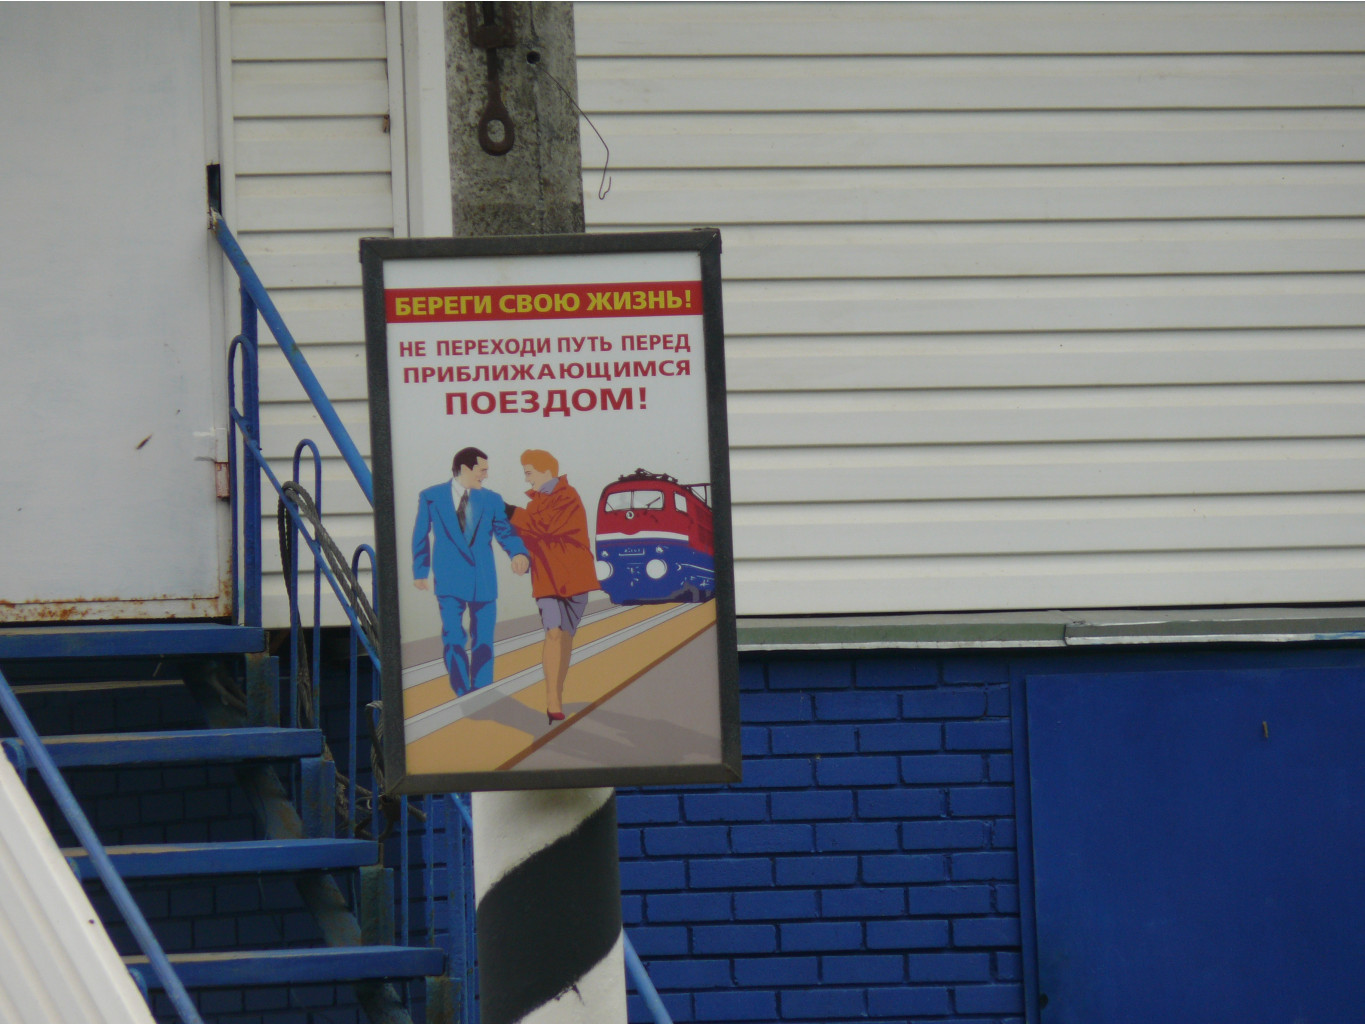 БЕРЕГИ СВОЮ ЖИЗНЬ!
НЕ ПЕРЕХОДИ ПУТЬ ПЕРЕД
ПРИБЛИЖАЮЩИМСЯ
ПОЕЗДОМ!